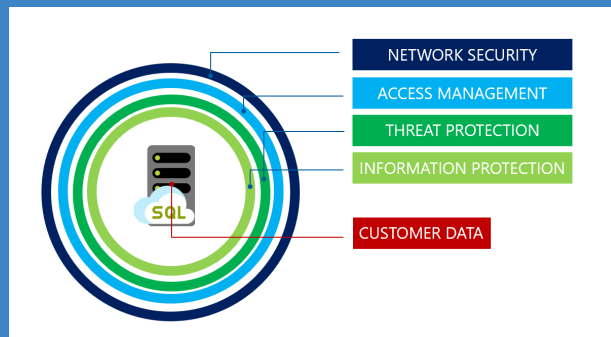 NETWORK SECURITY
ACCESS MANAGEMENT
THREAT PROTECTION
INFORMATION PROTECTION
SQL
CUSTOMER DATA